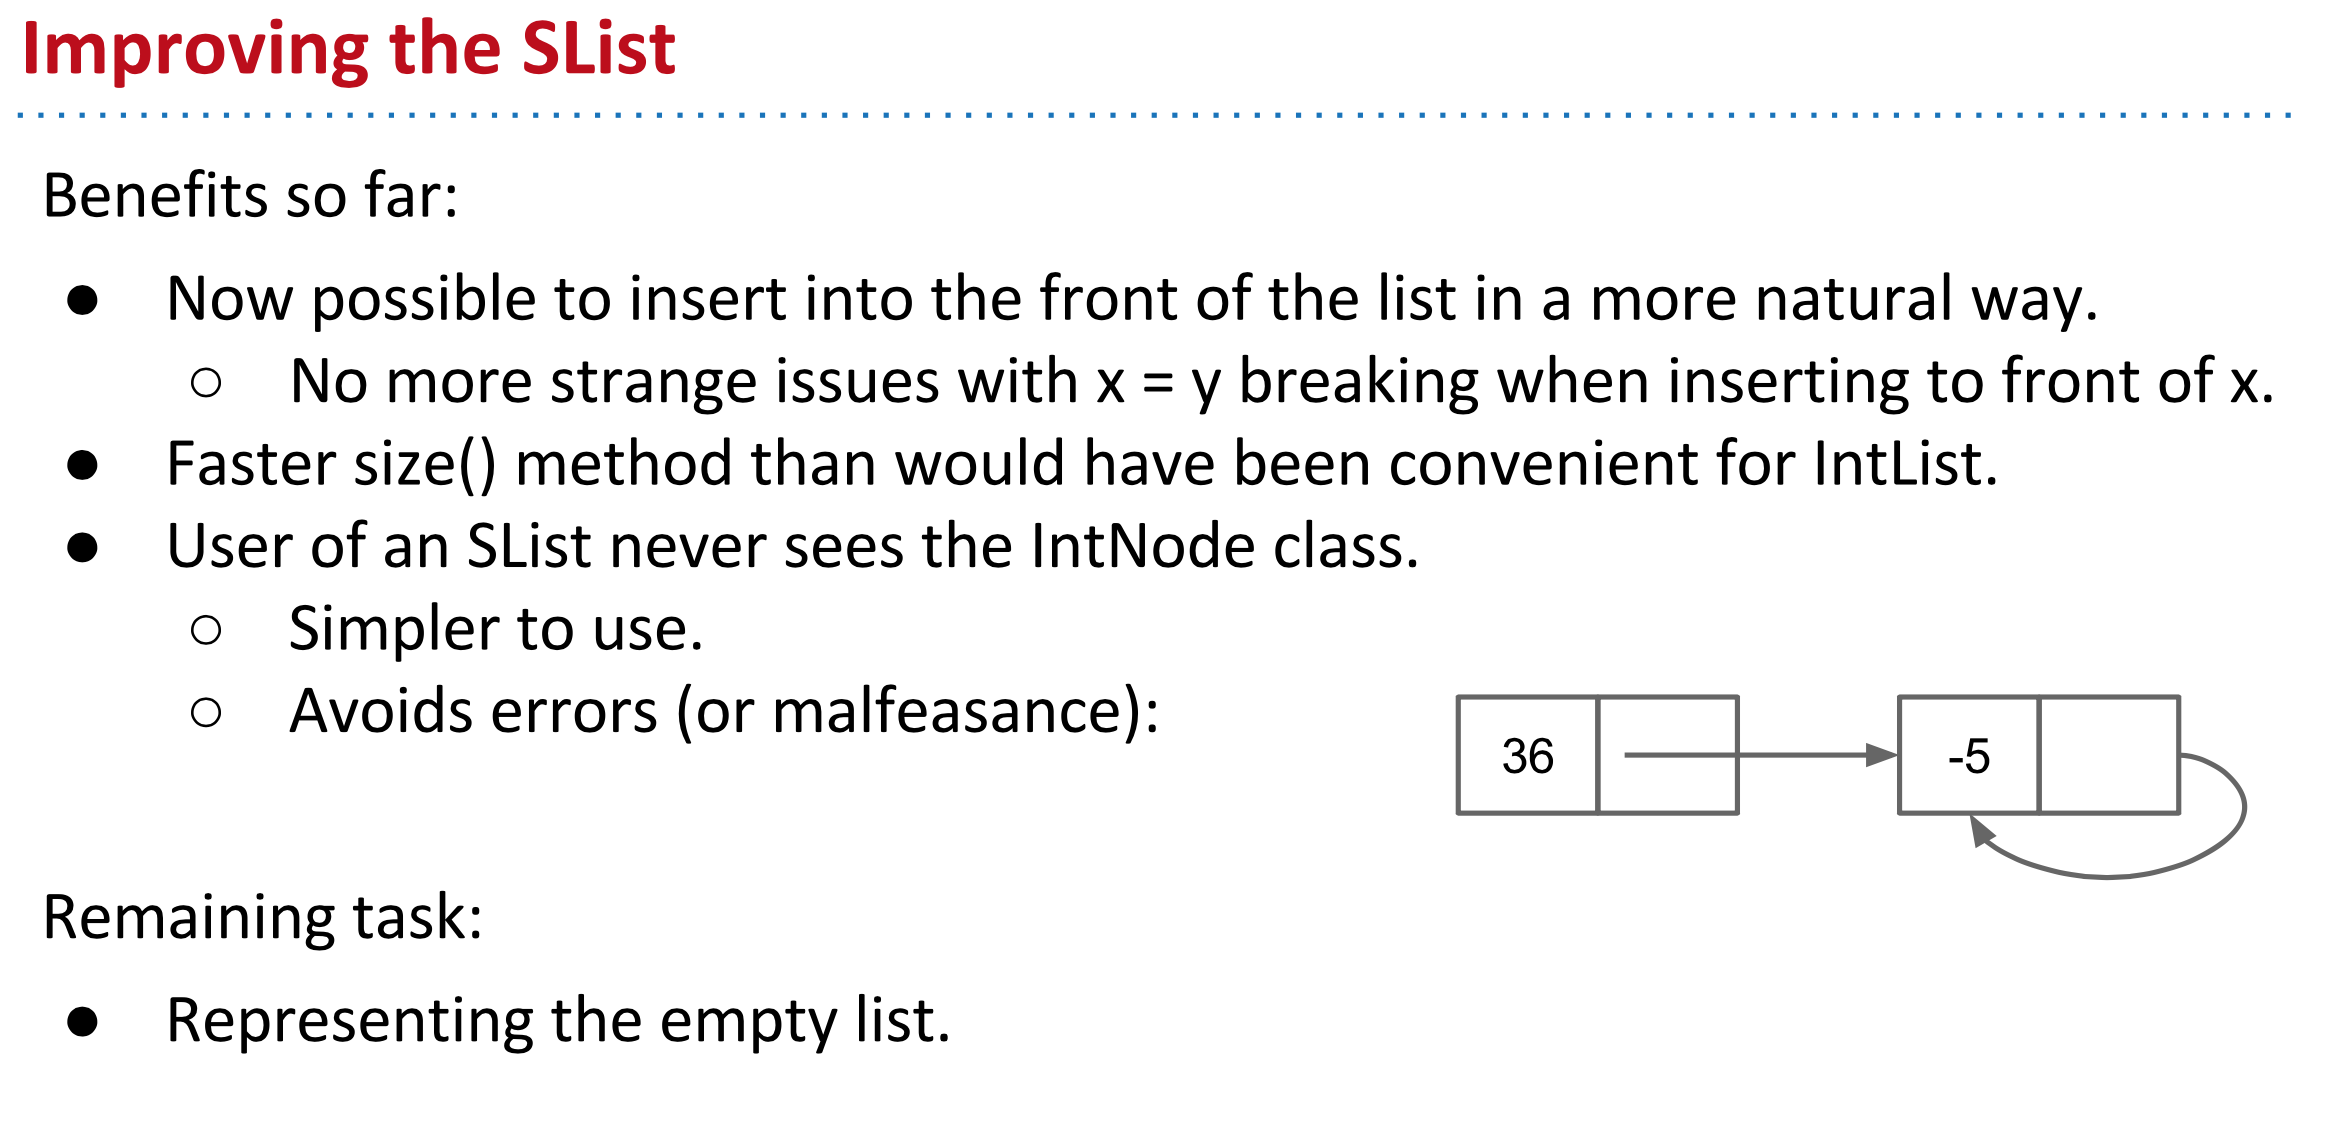 Improving the SList
Benefits so far:
● Now possible to insert into the front of the list in a more natural way.
○ No more strange issues with x = y breaking when inserting to front of x.
● Faster size() method than would have been convenient for IntList.
● User of an SList never sees the IntNode class.
○ Simpler to use.
○ Avoids errors (or malfeasance):
36
-5
Remaining task:
● Representing the empty list.